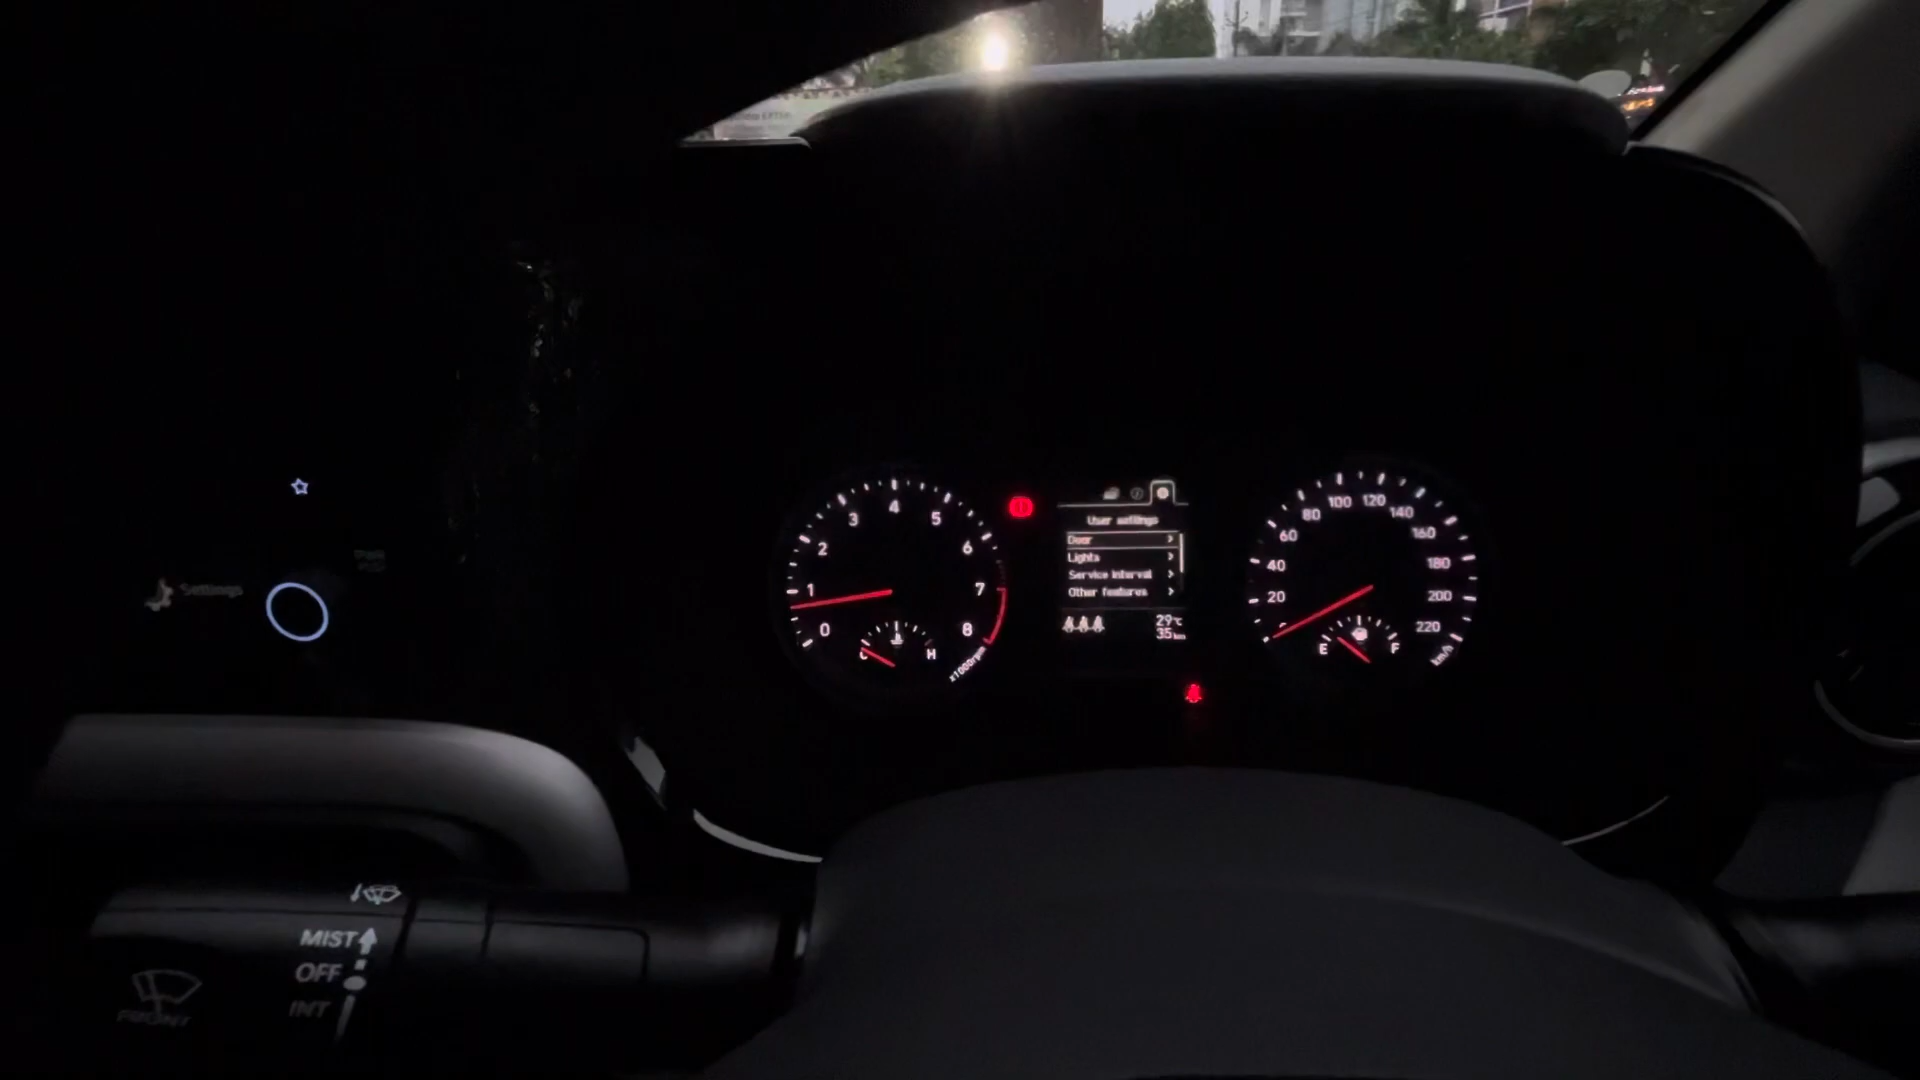 4
3
5
2
6
1
7
0
8
C
H
x1000rpm
User settings
Door
Lights
Service interval
Other features
29°C
35km
100
120
80
140
60
160
40
180
20
200
220
E
F
km/h
Settings
MIST
OFF
INT
FRONT